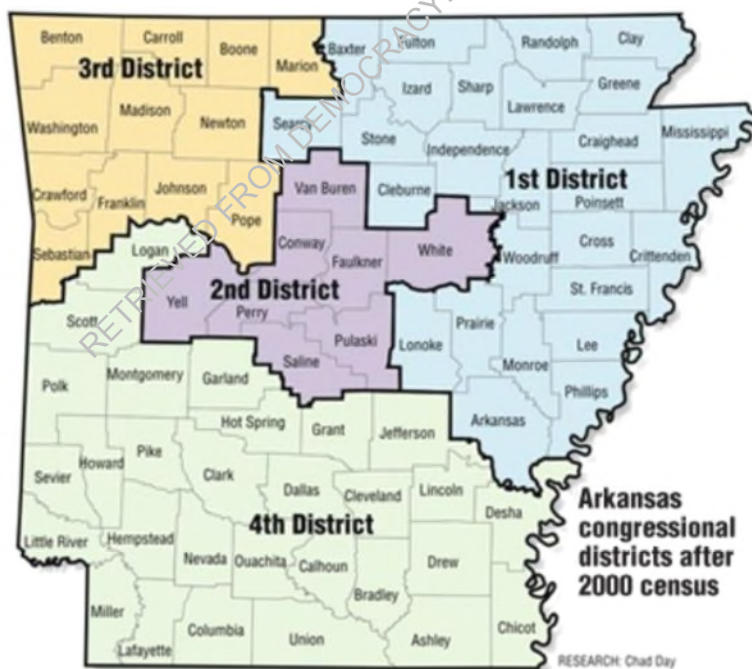 Benton
Carroll
Boone
Baxter
Fulton
Randolph
Clay
3rd District
Marion
Izard
Sharp
Greene
Washington
Madison
Newton
Lawrence
Searcy
Stone
Independence
Craighead
Mississippi
Crawford
Franklin
Johnson
Pope
Van Buren
Cleburne
1st District
Jackson
Poinsett
Sebastian
Logan
Conway
Faulkner
White
Woodruff
Cross
Crittenden
2nd District
Yell
Perry
St. Francis
Scott
Saline
Pulaski
Lonoke
Prairie
Lee
Monroe
Polk
Montgomery
Garland
Phillips
Hot Spring
Grant
Jefferson
Arkansas
Sevier
Howard
Pike
Clark
Dallas
Cleveland
Lincoln
Desha
4th District
Little River
Hempstead
Nevada
Ouachita
Calhoun
Drew
Bradley
Miller
Lafayette
Columbia
Union
Ashley
Chicot
Arkansas
congressional
districts after
2000 census
RESEARCH: Chad Day
RETRIEVED FROM DEMOCRACY